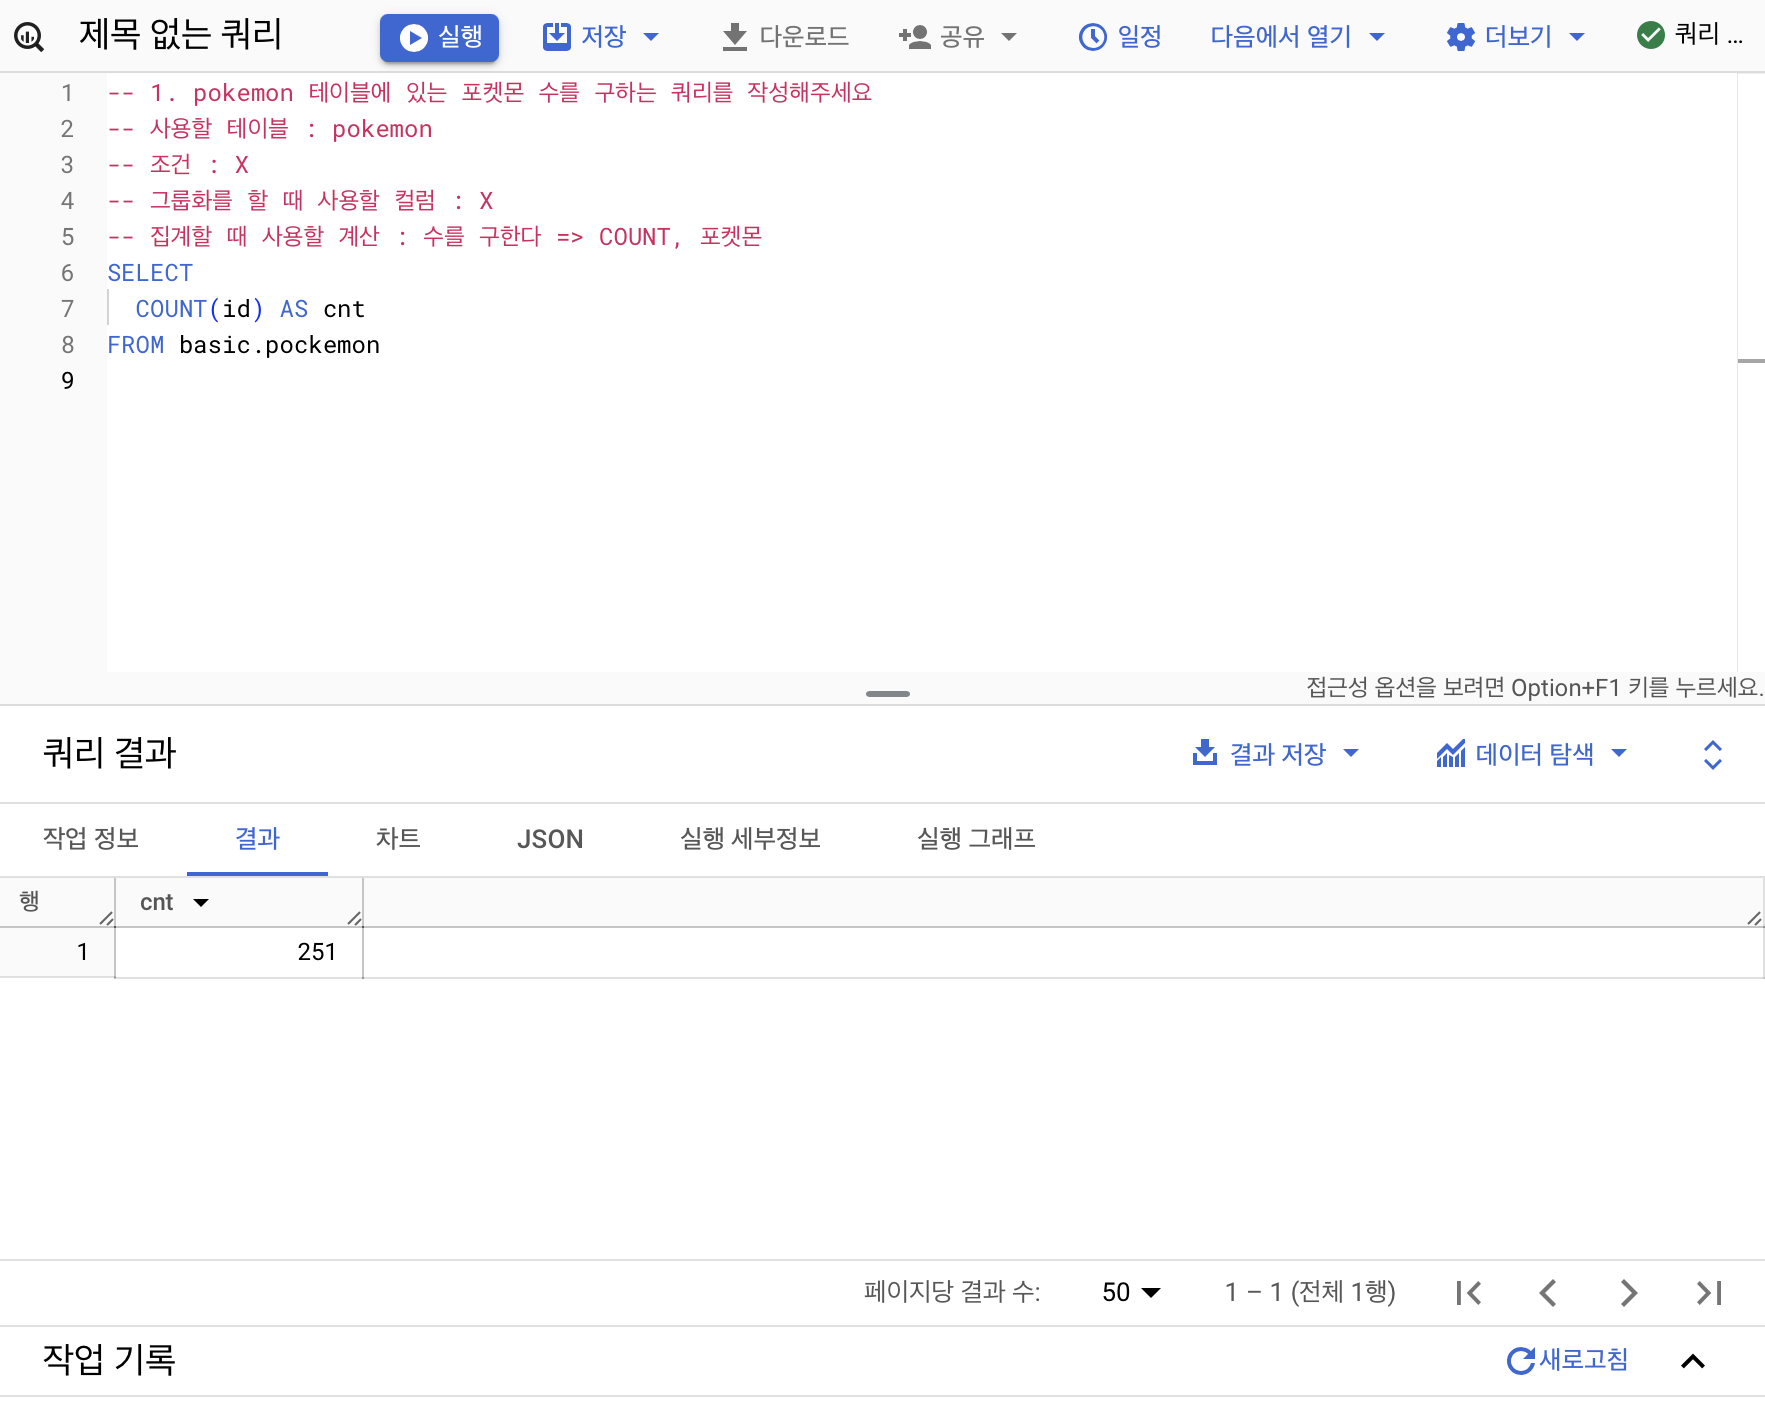 제목 없는 쿼리 실행 저장 다운로드 공유 일정 다음에서 열기 더보기 쿼리 ...
1 -- 1. pokemon 테이블에 있는 포켓몬 수를 구하는 쿼리를 작성해주세요
2 -- 사용할 테이블 : pokemon
3 -- 조건 : X
4 -- 그룹화를 할 때 사용할 컬럼 : X
5 -- 집계할 때 사용할 계산 : 수를 구한다 => COUNT, 포켓몬
6 SELECT
7 COUNT(id) AS cnt
8 FROM basic.pockemon
9
접근성 옵션을 보려면 Option+F1 키를 누르세요.
쿼리 결과 결과 저장 데이터 탐색
작업 정보 결과 차트 JSON 실행 세부정보 실행 그래프
행 cnt
1 251
페이지당 결과 수: 50 1 – 1 (전체 1행)
작업 기록 새로고침